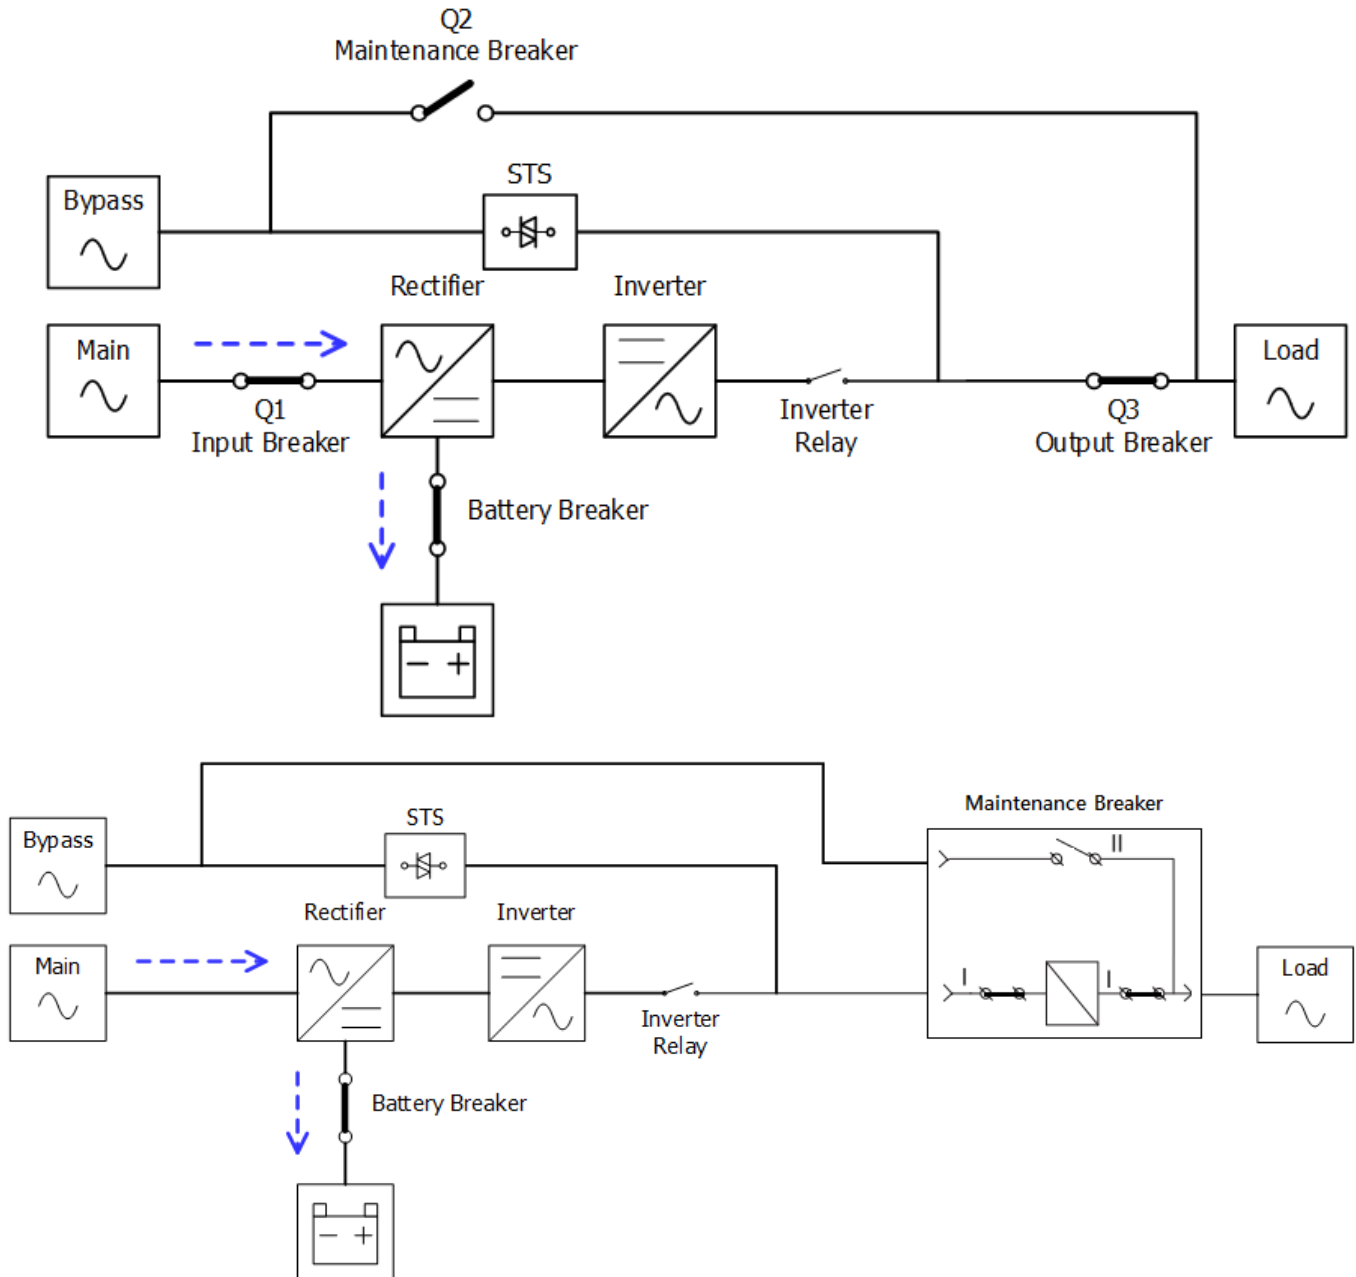 Q2
Maintenance Breaker
STS
Bypass
Rectifier
Inverter
Main
Load
Q1
Input Breaker
Inverter
Relay
Q3
Output Breaker
Battery Breaker
- +
Maintenance Breaker
STS
Bypass
II
Rectifier
Inverter
Main
I
I
Load
Inverter
Relay
Battery Breaker
- +